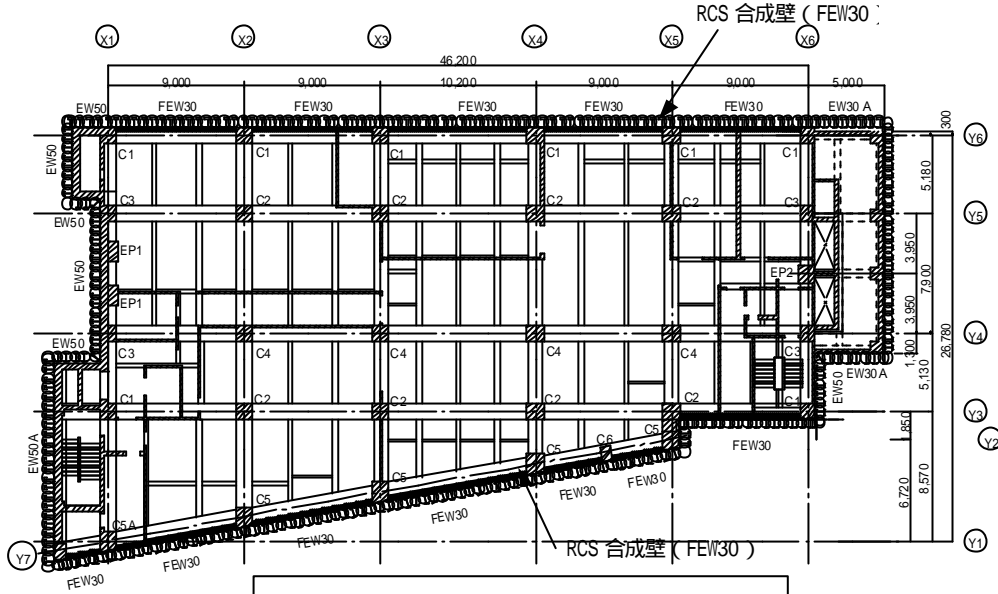 RCS 合成壁（FEW30）
X1
X2
X3
X4
X5
X6
46,200
9,000
9,000
10,200
9,000
9,000
5,000
EW50
FEW30
FEW30
FEW30
FEW30
FEW30
EW30 A
300
Y6
EW50
C1
C1
C1
C1
C1
C1
5,180
C3
C2
C2
C2
C2
C3
Y5
EW50
EW50
EP1
EP2
3,950
7,900
EP1
3,950
26,780
Y4
EW50
C3
C4
C4
C4
C4
C3
1,300
EW30A
EW50
5,130
C1
C2
C2
C2
C2
C1
Y3
EW50A
1,850
Y2
FEW30
C5
C6
C5
C5
C5
C5A
FEW30
FEW30
FEW30
FEW30
FEW30
FEW30
6,720
8,570
Y7
Y1
RCS 合成壁（FEW30）